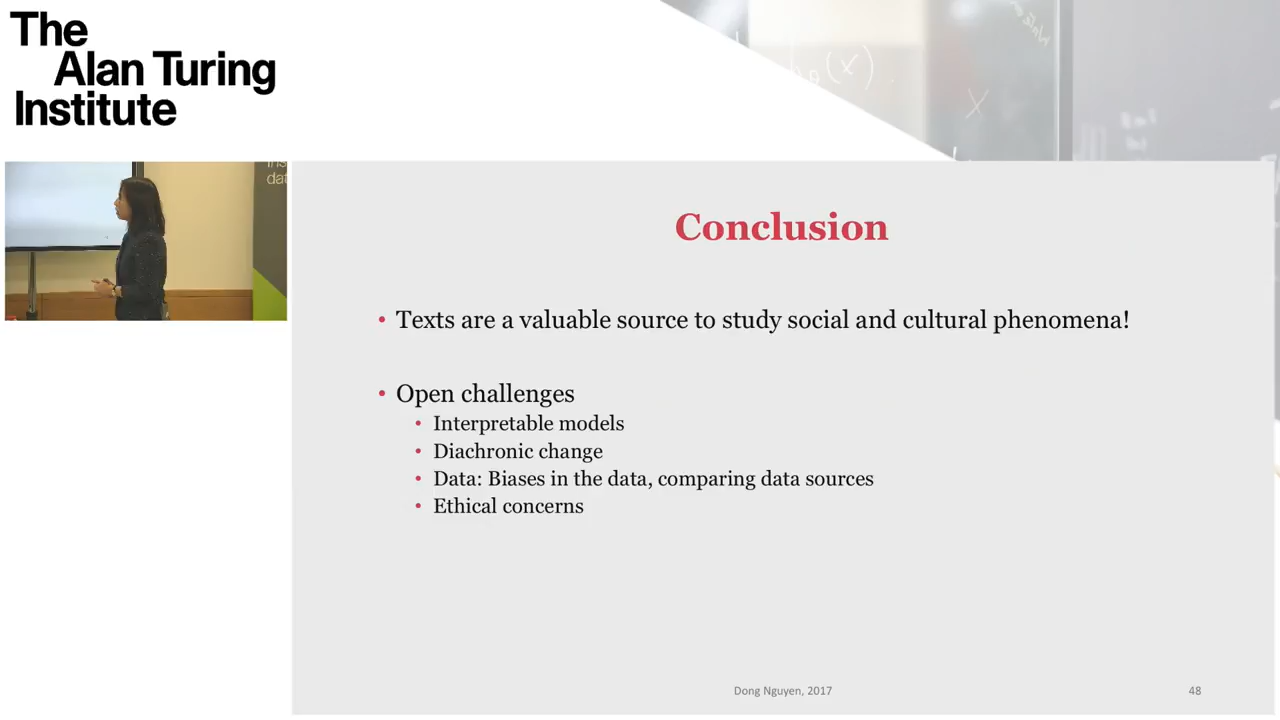 The
Alan Turing
Institute
Conclusion
• Texts are a valuable source to study social and cultural phenomena!
• Open challenges
• Interpretable models
• Diachronic change
• Data: Biases in the data, comparing data sources
• Ethical concerns
Dong Nguyen, 2017
48